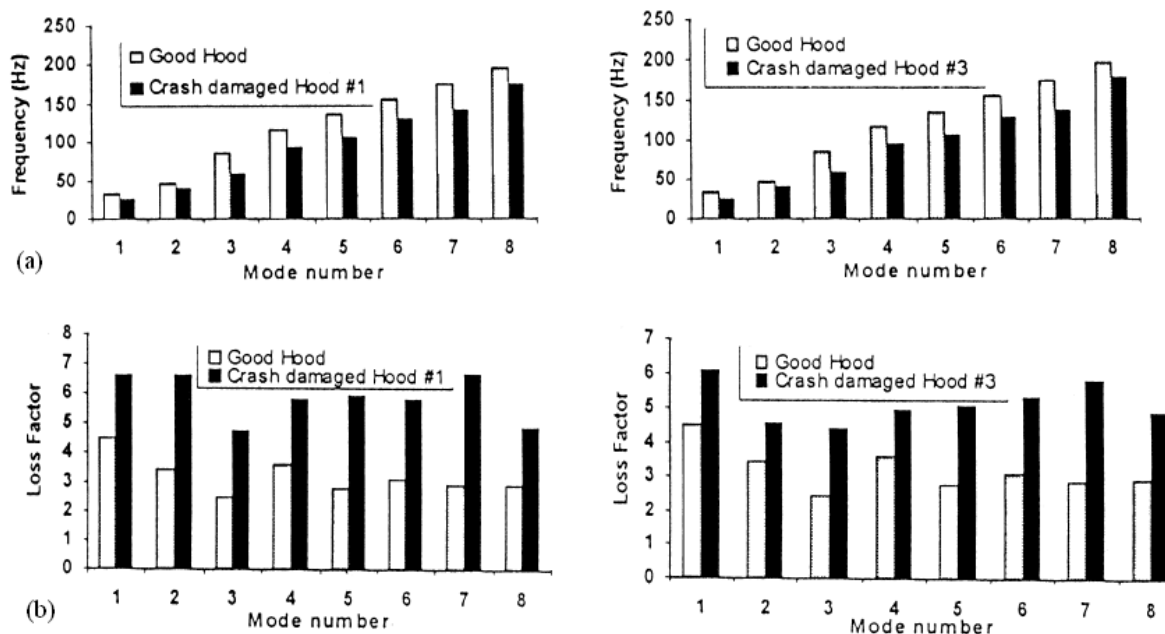 250
200
150
100
50
0
Frequency (Hz)
Good Hood
Crash damaged Hood #1
1 2 3 4 5 6 7 8
Mode number
(a)
250
200
150
100
50
0
Frequency (Hz)
Good Hood
Crash damaged Hood #3
1 2 3 4 5 6 7 8
Mode number
8
7
6
5
4
3
2
1
0
Loss Factor
Good Hood
Crash damaged Hood #1
1 2 3 4 5 6 7 8
Mode number
(b)
7
6
5
4
3
2
1
0
Loss Factor
Good Hood
Crash damaged Hood #3
1 2 3 4 5 6 7 8
Mode number